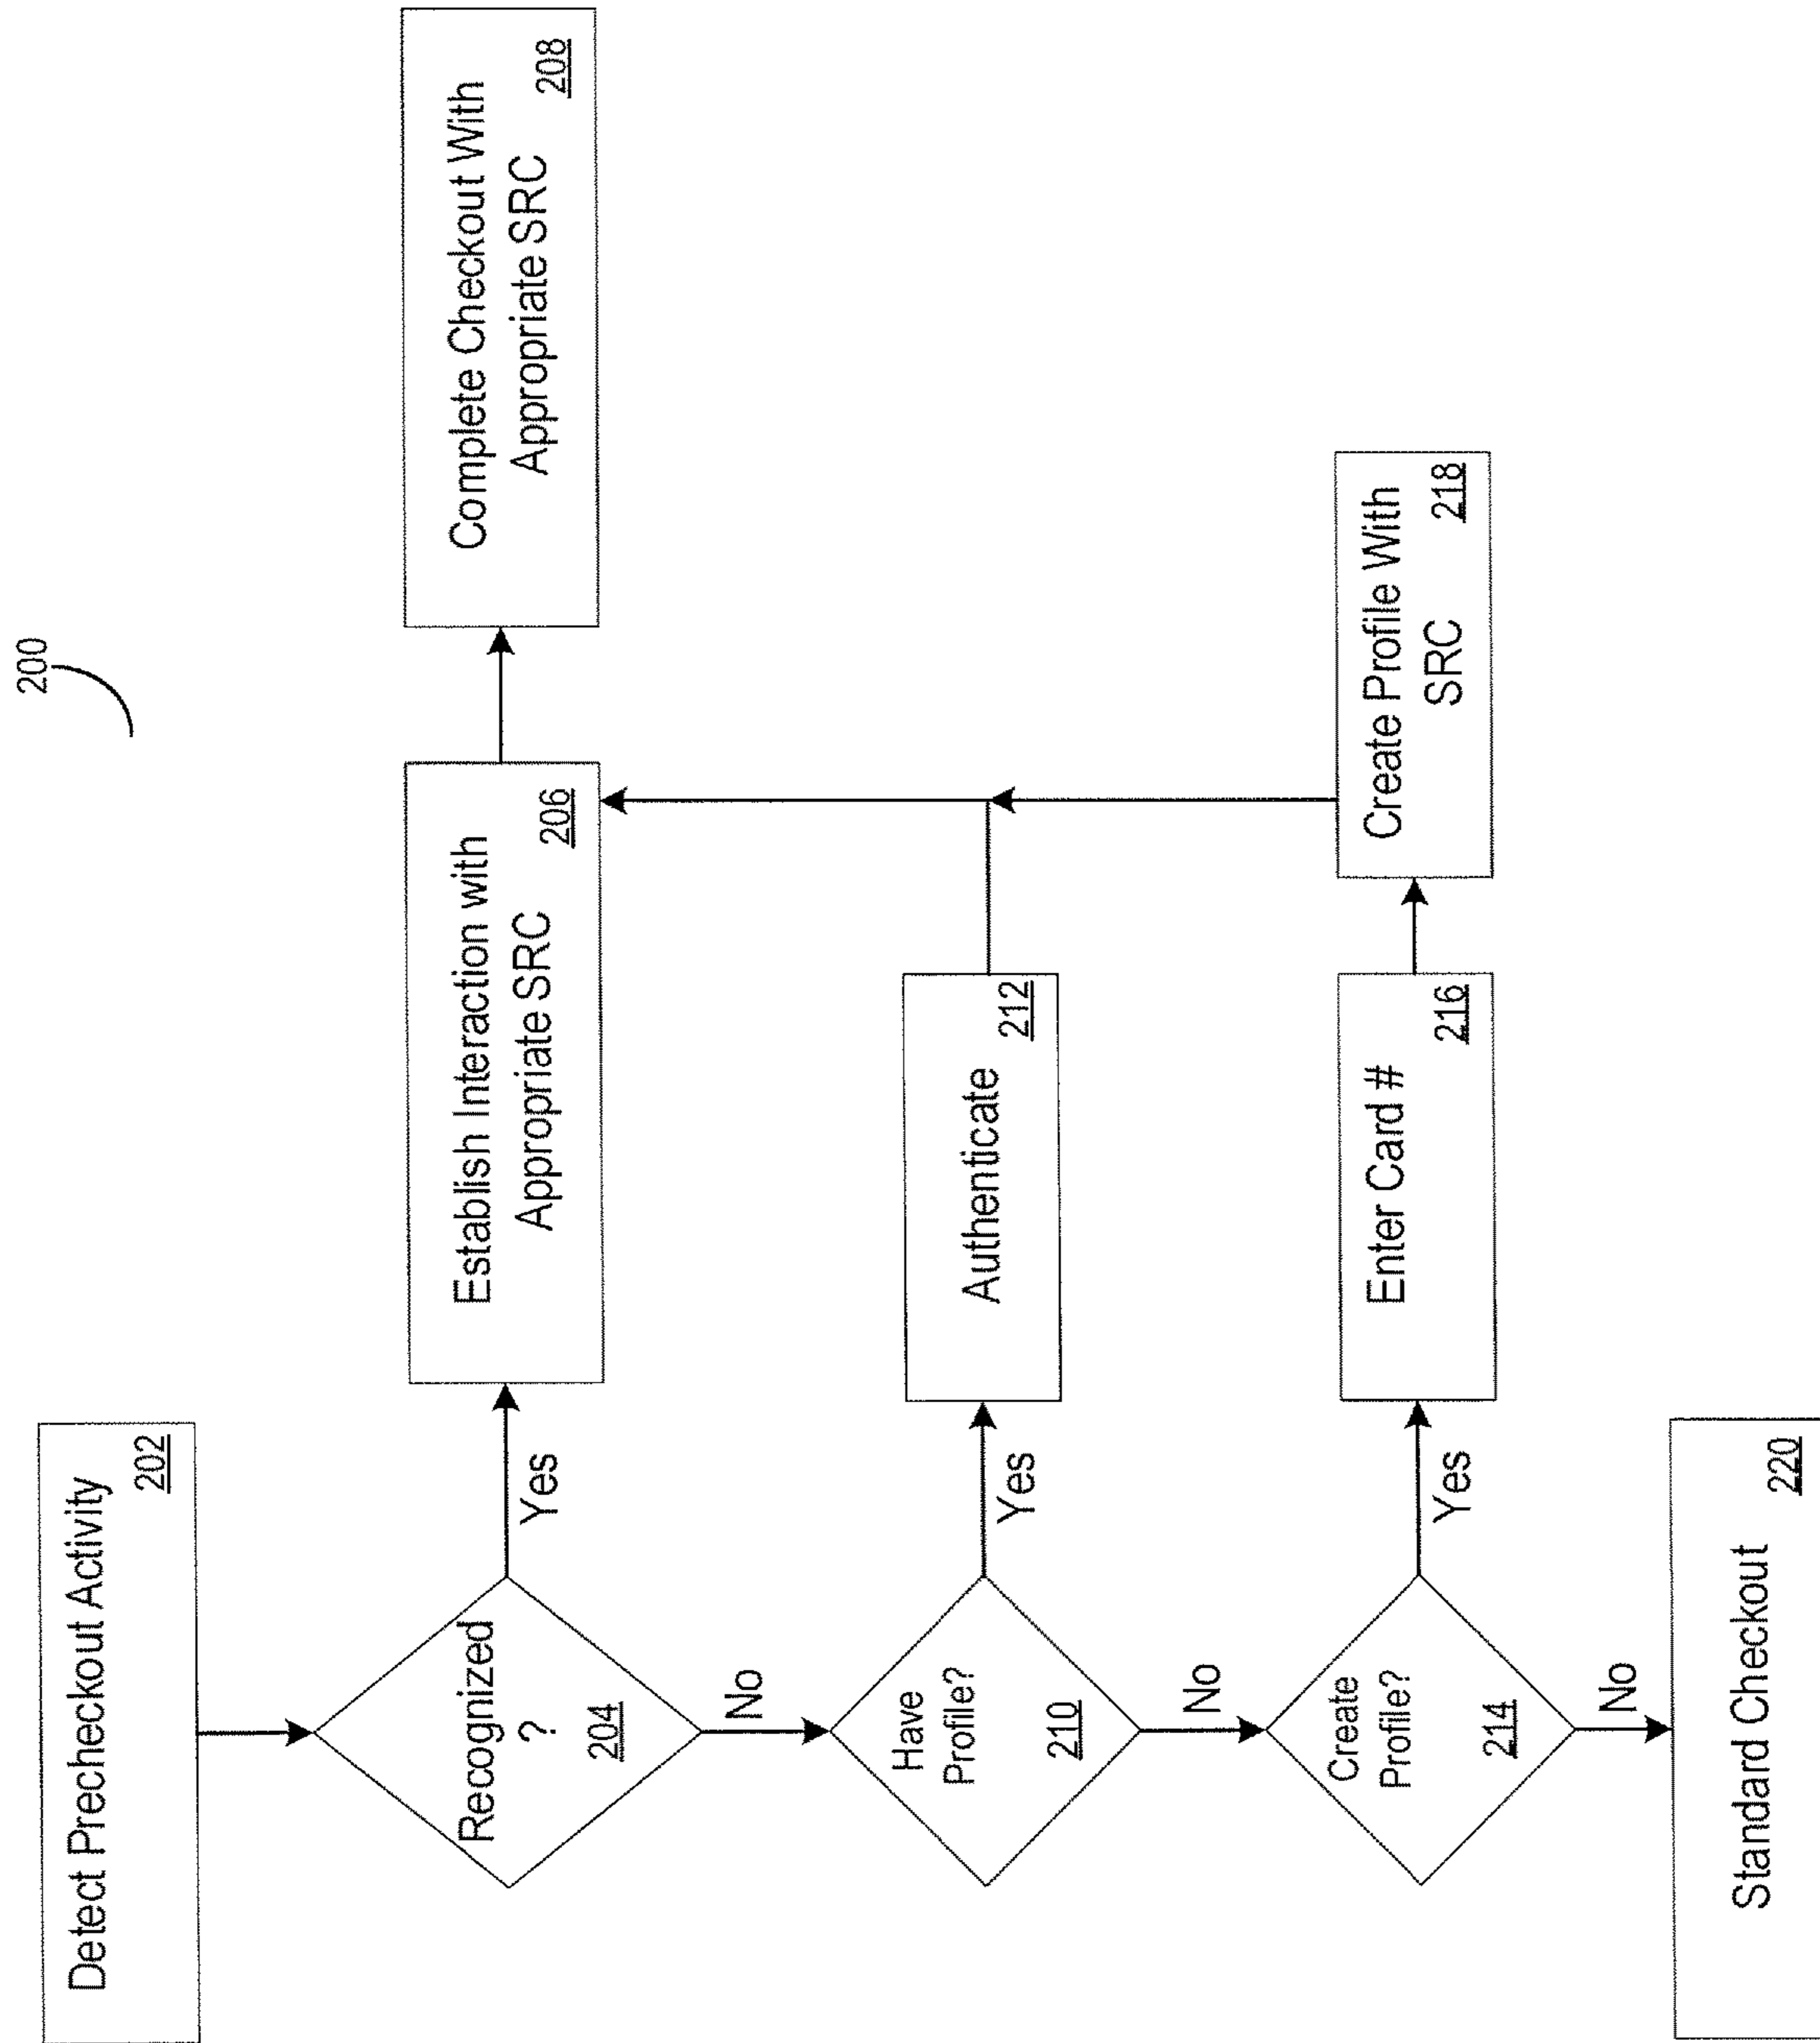 200
Detect Precheckout Activity
202
Recognized
?
204
Yes
Establish Interaction with
Appropriate SRC
206
Complete Checkout With
Appropriate SRC
208
No
Have
Profile?
210
Yes
Authenticate
212
No
Create
Profile?
214
Yes
Enter Card #
216
Create Profile With
SRC
218
No
Standard Checkout
220